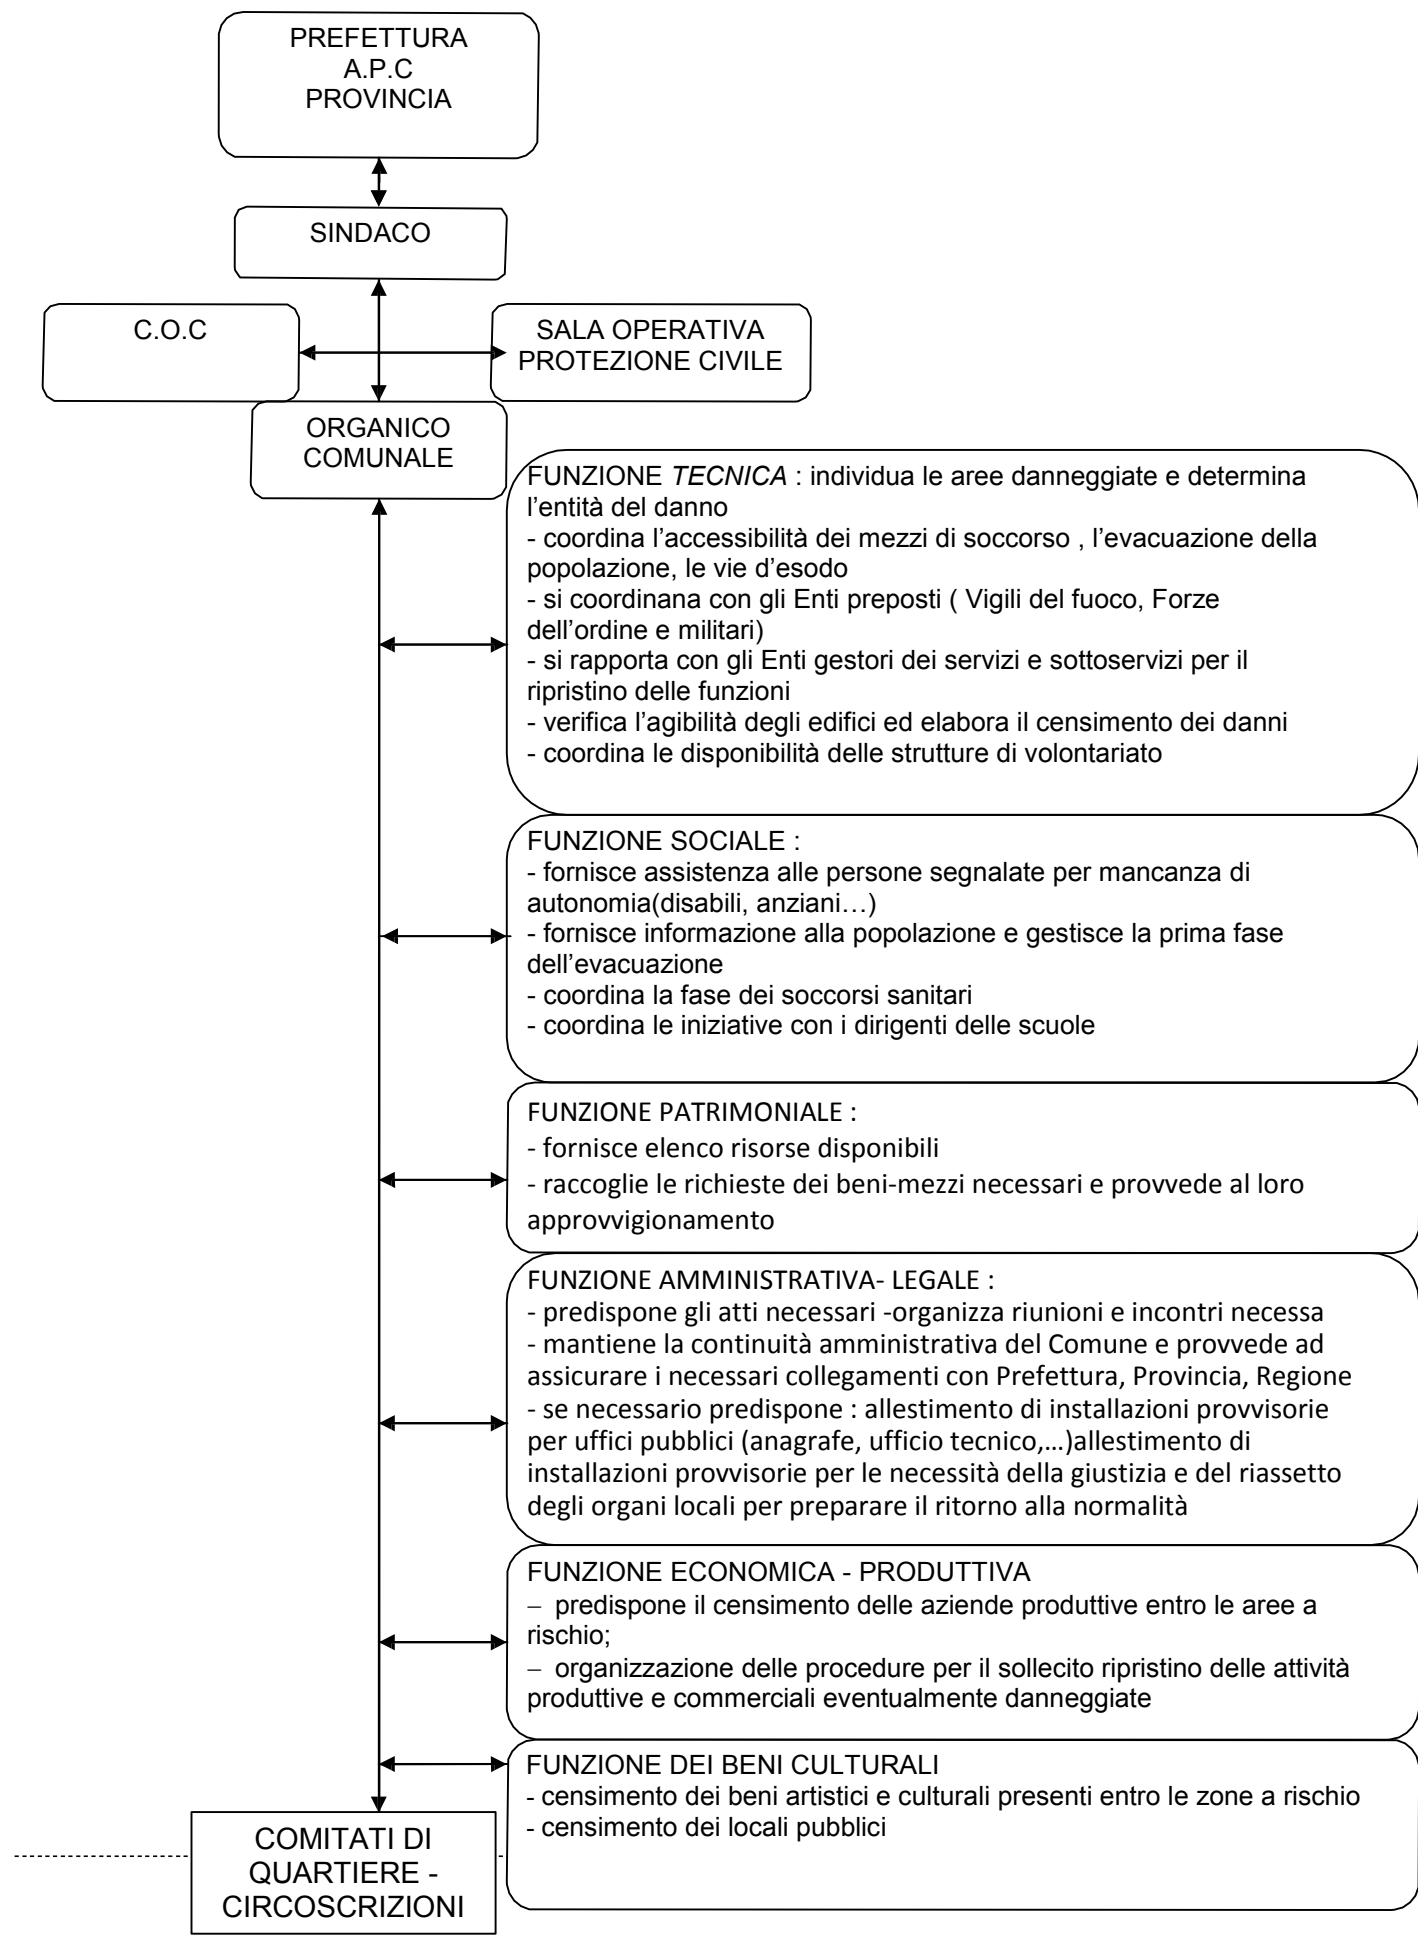 PREFETTURA
A.P.C
PROVINCIA
SINDACO
C.O.C
SALA OPERATIVA
PROTEZIONE CIVILE
ORGANICO
COMUNALE
FUNZIONE TECNICA : individua le aree danneggiate e determina
l’entità del danno
- coordina l’accessibilità dei mezzi di soccorso , l’evacuazione della
popolazione, le vie d’esodo
- si coordinana con gli Enti preposti ( Vigili del fuoco, Forze
dell’ordine e militari)
- si rapporta con gli Enti gestori dei servizi e sottoservizi per il
ripristino delle funzioni
- verifica l’agibilità degli edifici ed elabora il censimento dei danni
- coordina le disponibilità delle strutture di volontariato
FUNZIONE SOCIALE :
- fornisce assistenza alle persone segnalate per mancanza di
autonomia(disabili, anziani…)
- fornisce informazione alla popolazione e gestisce la prima fase
dell’evacuazione
- coordina la fase dei soccorsi sanitari
- coordina le iniziative con i dirigenti delle scuole
FUNZIONE PATRIMONIALE :
- fornisce elenco risorse disponibili
- raccoglie le richieste dei beni-mezzi necessari e provvede al loro
approvvigionamento
FUNZIONE AMMINISTRATIVA- LEGALE :
- predispone gli atti necessari -organizza riunioni e incontri necessa
- mantiene la continuità amministrativa del Comune e provvede ad
assicurare i necessari collegamenti con Prefettura, Provincia, Regione
- se necessario predispone : allestimento di installazioni provvisorie
per uffici pubblici (anagrafe, ufficio tecnico,…)allestimento di
installazioni provvisorie per le necessità della giustizia e del riassetto
degli organi locali per preparare il ritorno alla normalità
FUNZIONE ECONOMICA - PRODUTTIVA
– predispone il censimento delle aziende produttive entro le aree a
rischio;
– organizzazione delle procedure per il sollecito ripristino delle attività
produttive e commerciali eventualmente danneggiate
FUNZIONE DEI BENI CULTURALI
- censimento dei beni artistici e culturali presenti entro le zone a rischio
- censimento dei locali pubblici
COMITATI DI
QUARTIERE -
CIRCOSCRIZIONI